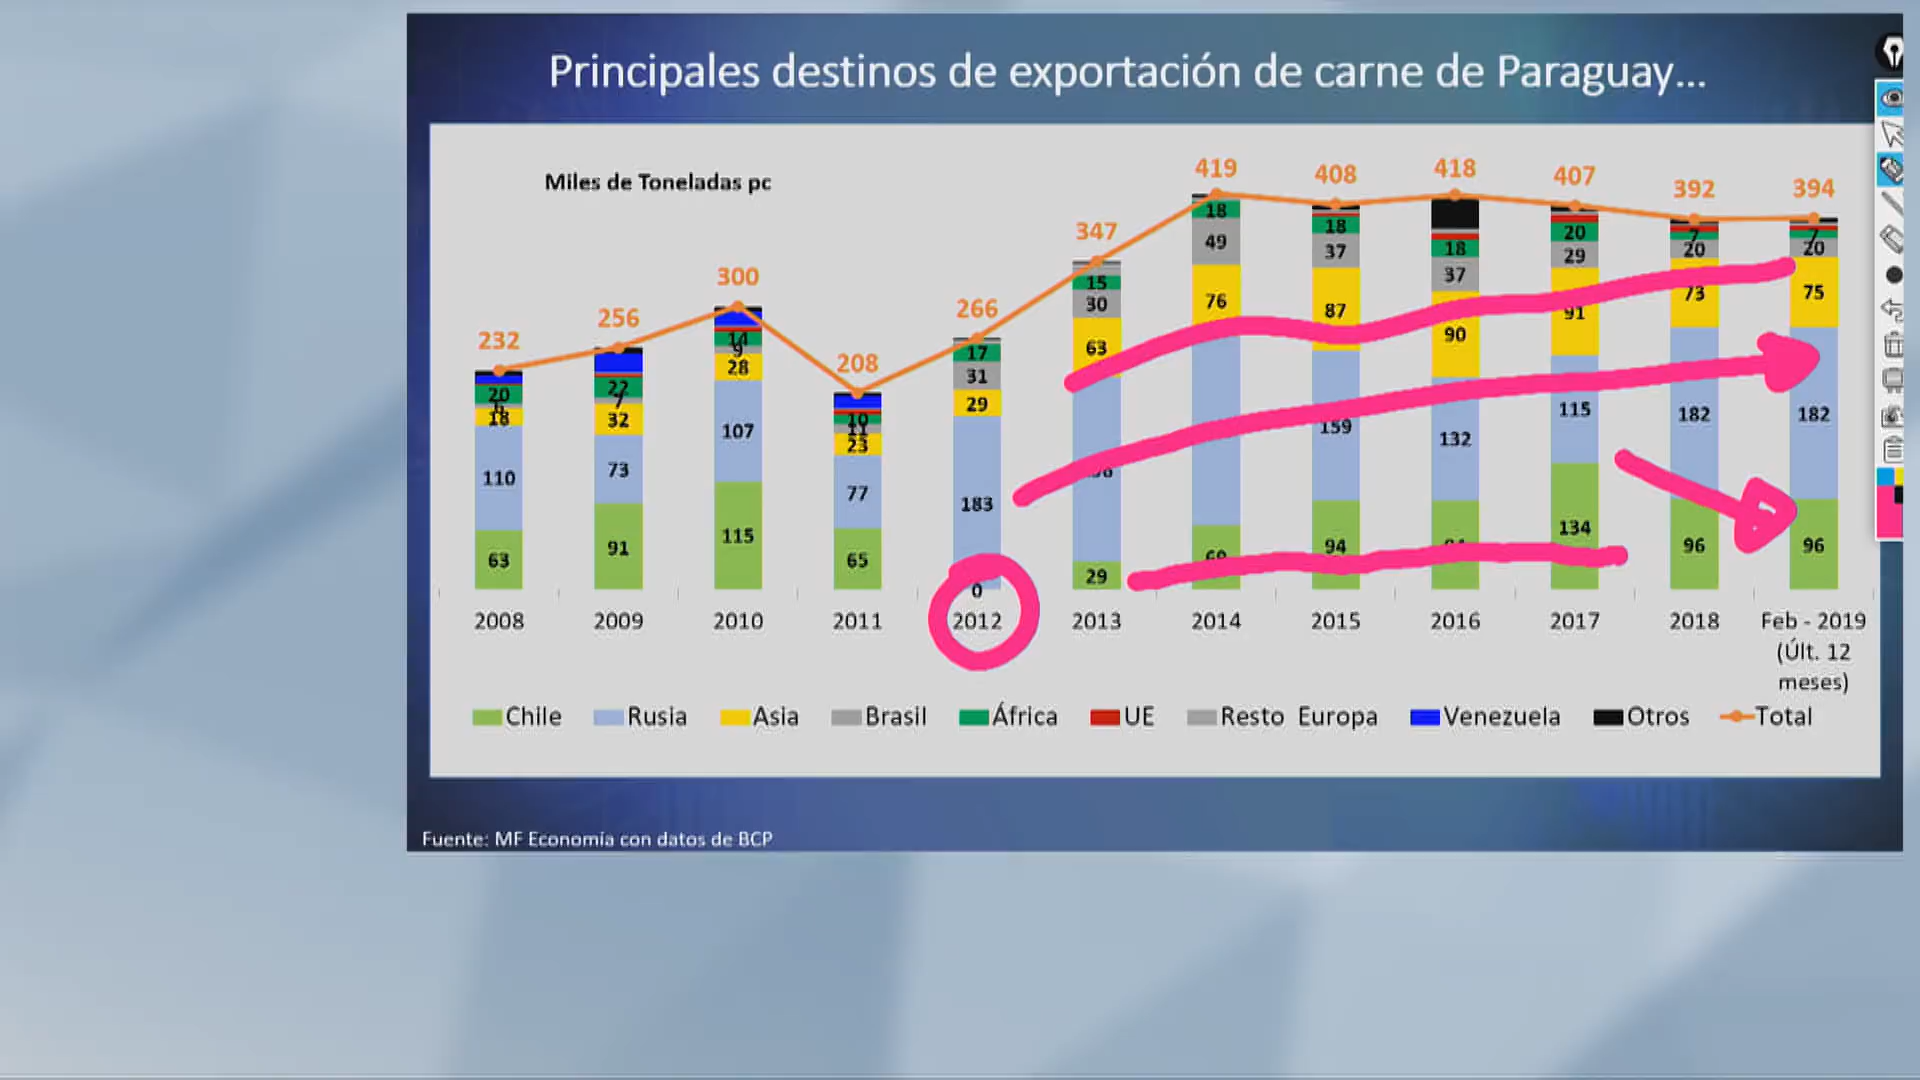 Principales destinos de exportación de carne de Paraguay...
Miles de Toneladas pc
232 256 300 208 266 347 419 408 418 407 392 394
20 22 14 10 17 15 18 18 18 20 7 7
6 7 9 11 31 30 49 37 37 29 20 20
18 32 28 23 29 63 76 87 90 91 73 75
110 73 107 77 183 159 132 115 182 182
63 91 115 65 0 29 94 134 96 96
2008 2009 2010 2011 2012 2013 2014 2015 2016 2017 2018 Feb - 2019
(Últ. 12
meses)
Chile Rusia Asia Brasil África UE Resto Europa Venezuela Otros Total
Fuente: MF Economía con datos de BCP